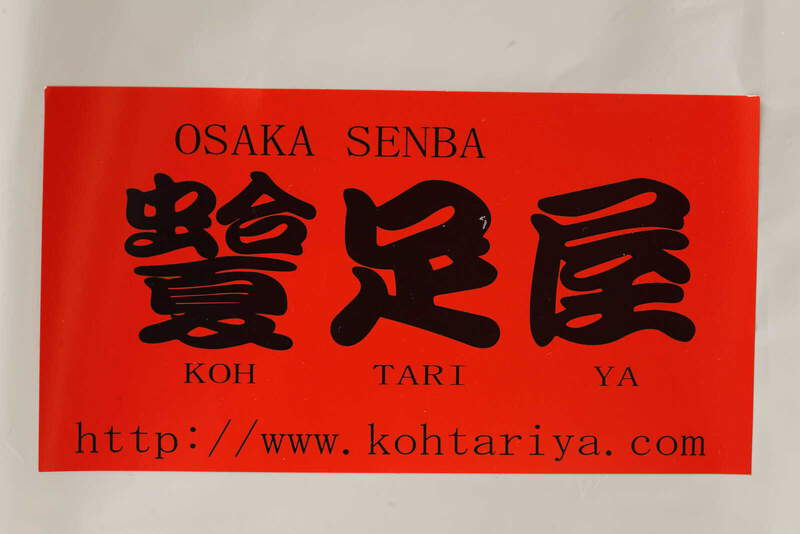 OSAKA SENBA
足屋
KOH TARI YA
http://www.kohtariya.com